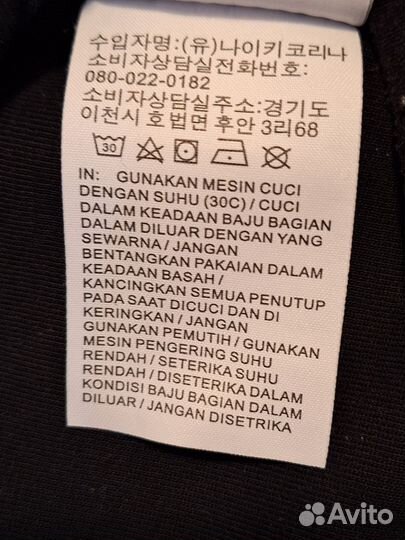 수입자명:(유)나이키코리아
소비자상담실전화번호:
080-022-0182
소비자상담실주소:경기도
이천시 호법면 후안 3리68
30
IN: GUNAKAN MESIN CUCI
DENGAN SUHU (30C) / CUCI
DALAM KEADAAN BAJU BAGIAN
DALAM DILUAR DENGAN YANG
SEWARNA / JANGAN
BENTANGKAN PAKAIAN DALAM
KEADAAN BASAH /
KANCINGKAN SEMUA PENUTUP
PADA SAAT DICUCI DAN DI
KERINGKAN / JANGAN
GUNAKAN PEMUTIH / GUNAKAN
MESIN PENGERING SUHU
RENDAH / SETERIKA SUHU
RENDAH / DISETERIKA DALAM
KONDISI BAJU BAGIAN DALAM
DILUAR / JANGAN DISETRIKA
Avito